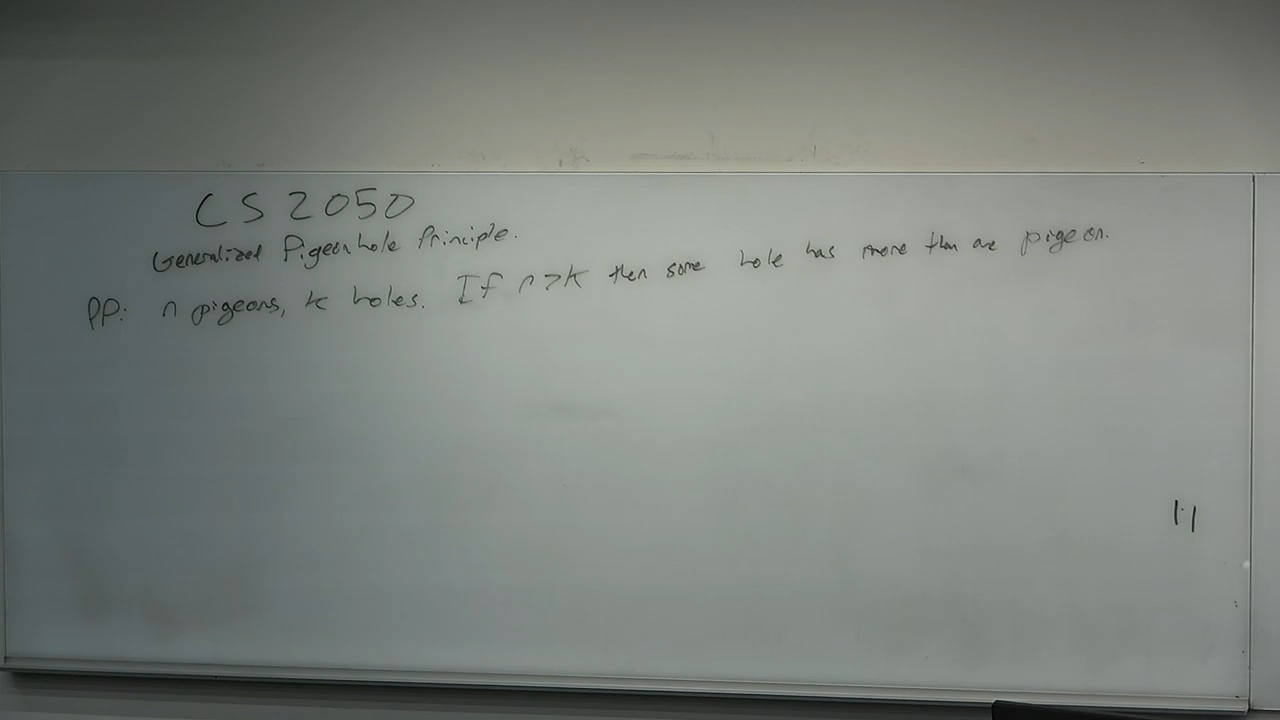 CS 2050
Generalized Pigeonhole Principle.
PP: n pigeons, k holes. If n>k then some hole has more than one pigeon.
1:1